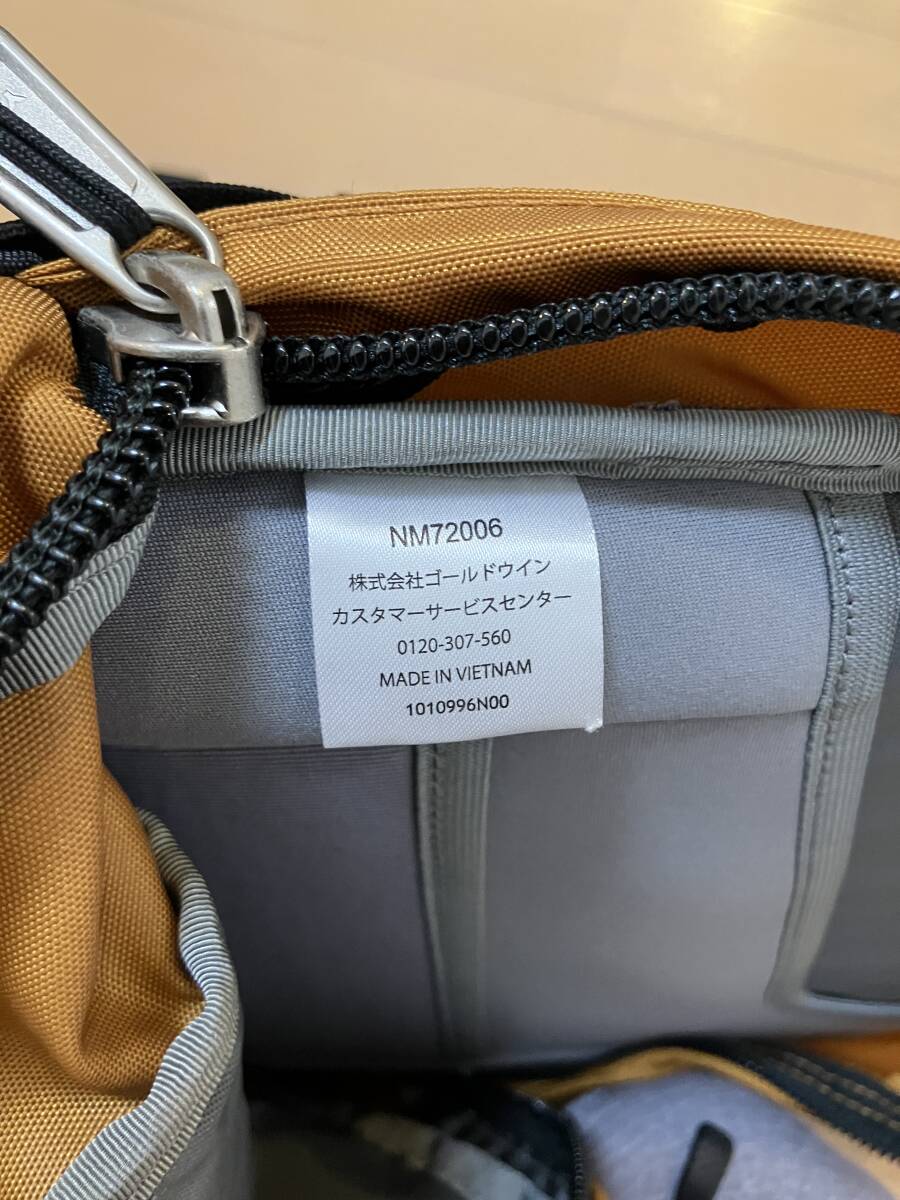 NM72006
株式会社ゴールドウイン
カスタマーサービスセンター
0120-307-560
MADE IN VIETNAM
1010996N00